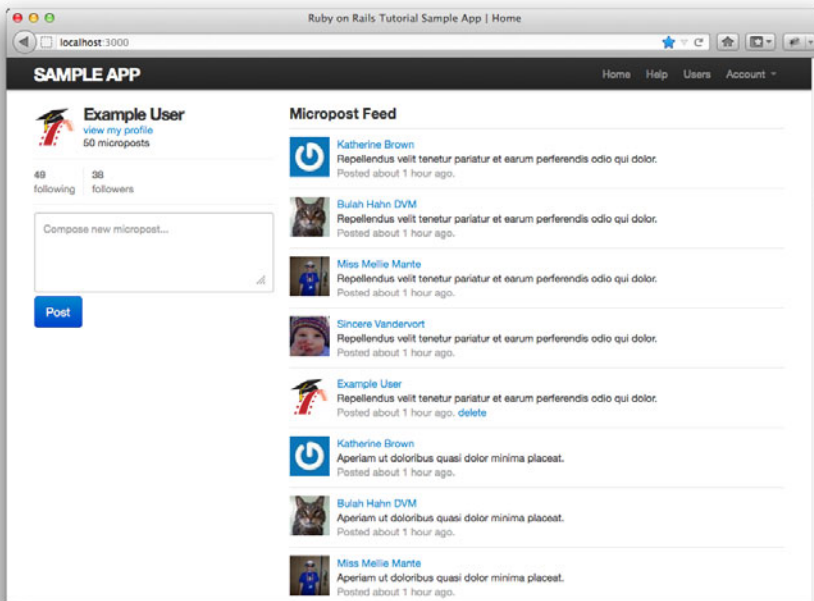 Ruby on Rails Tutorial Sample App | Home
localhost:3000
SAMPLE APP
Home Help Users Account
Example User
view my profile
50 microposts
49 following
38 followers
Compose new micropost...
Post
Micropost Feed
Katherine Brown
Repellendus velit tenetur pariatur et earum perferendis odio qui dolor.
Posted about 1 hour ago.
Bulah Hahn DVM
Repellendus velit tenetur pariatur et earum perferendis odio qui dolor.
Posted about 1 hour ago.
Miss Mellie Mante
Repellendus velit tenetur pariatur et earum perferendis odio qui dolor.
Posted about 1 hour ago.
Sincere Vandervort
Repellendus velit tenetur pariatur et earum perferendis odio qui dolor.
Posted about 1 hour ago.
Example User
Repellendus velit tenetur pariatur et earum perferendis odio qui dolor.
Posted about 1 hour ago. delete
Katherine Brown
Aperiam ut doloribus quasi dolor minima placeat.
Posted about 1 hour ago.
Bulah Hahn DVM
Aperiam ut doloribus quasi dolor minima placeat.
Posted about 1 hour ago.
Miss Mellie Mante
Aperiam ut doloribus quasi dolor minima placeat.
Posted about 1 hour ago.